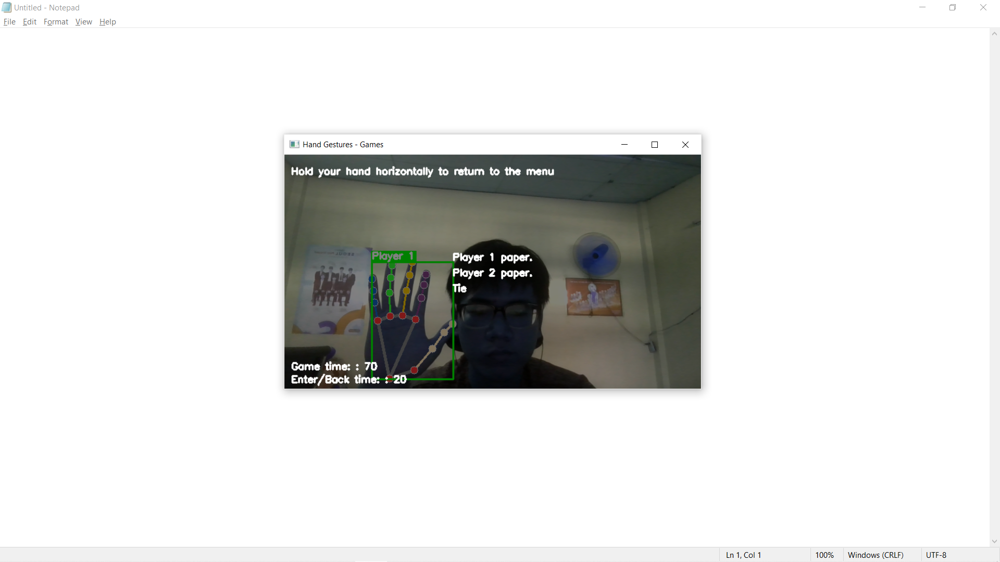 Untitled - Notepad
File Edit Format View Help
Hand Gestures - Games
Hold your hand horizontally to return to the menu
Player 1
Player 1 paper.
Player 2 paper.
Tie
Game time: : 70
Enter/Back time: : 20
Ln 1, Col 1
100%
Windows (CRLF)
UTF-8